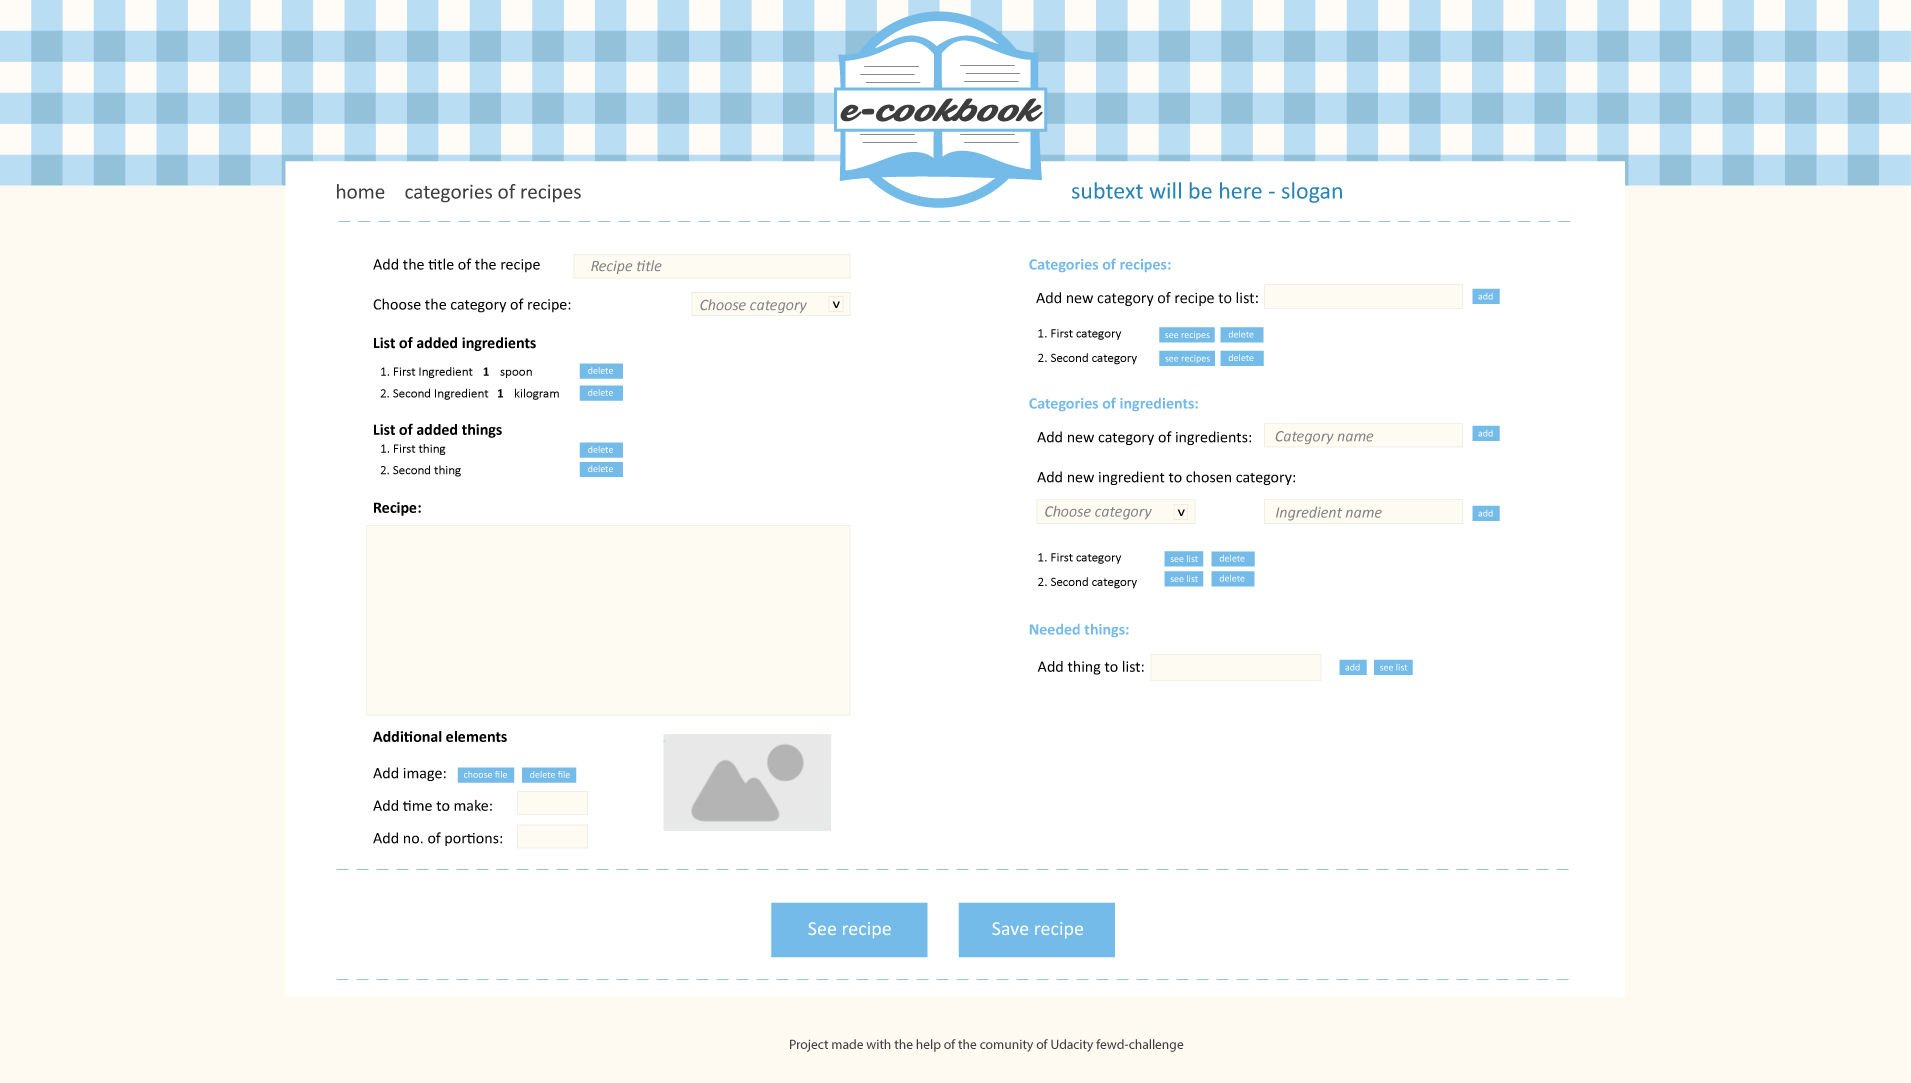 e-cookbook
home categories of recipes
subtext will be here - slogan
Add the title of the recipe Recipe title
Choose the category of recipe: Choose category v
List of added ingredients
1. First Ingredient 1 spoon delete
2. Second Ingredient 1 kilogram delete
List of added things
1. First thing delete
2. Second thing delete
Recipe:
Additional elements
Add image: choose file delete file
Add time to make:
Add no. of portions:
Categories of recipes:
Add new category of recipe to list: add
1. First category see recipes delete
2. Second category see recipes delete
Categories of ingredients:
Add new category of ingredients: Category name add
Add new ingredient to chosen category:
Choose category v Ingredient name add
1. First category see list delete
2. Second category see list delete
Needed things:
Add thing to list: add see list
See recipe Save recipe
Project made with the help of the comunity of Udacity fewd-challenge